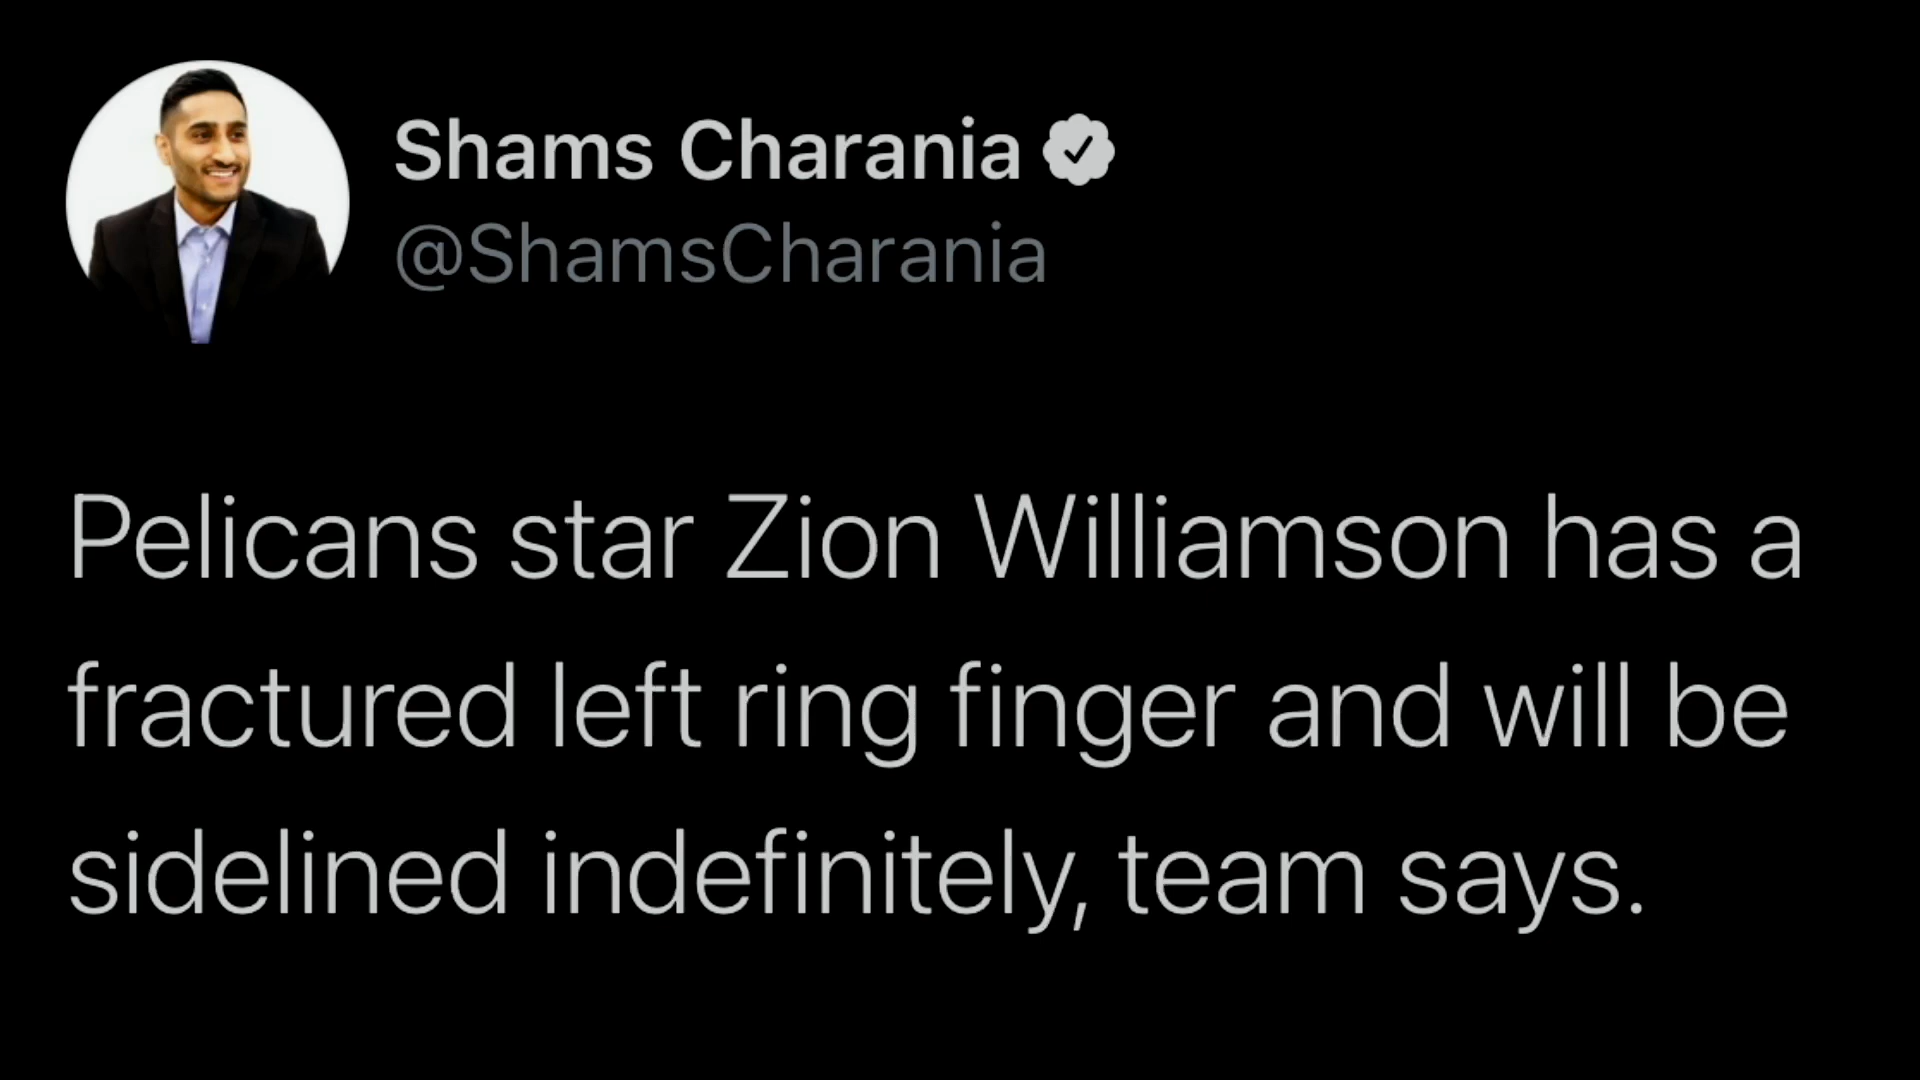 Shams Charania
@ShamsCharania
Pelicans star Zion Williamson has a
fractured left ring finger and will be
sidelined indefinitely, team says.